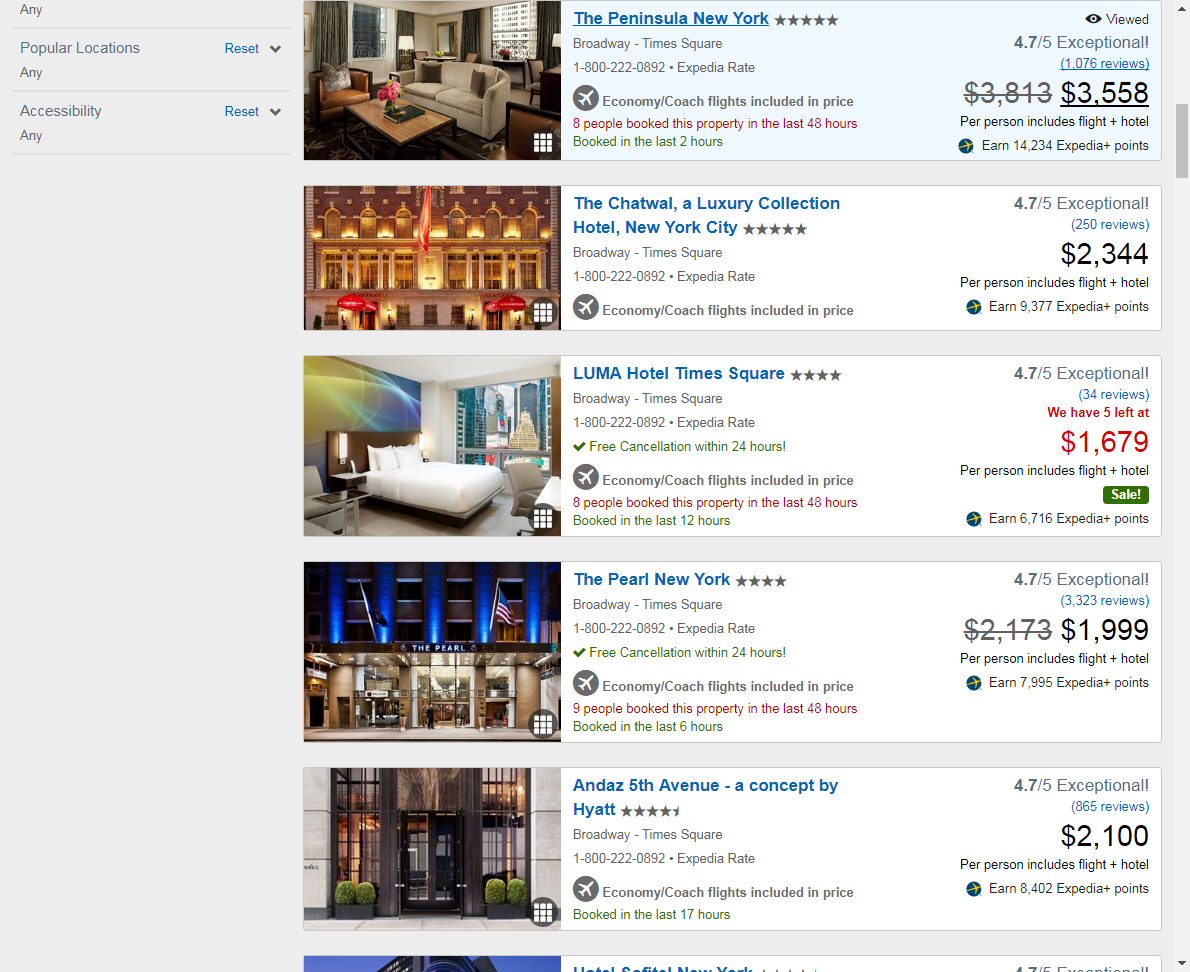 Any
Popular Locations Reset
Any
Accessibility Reset
Any
The Peninsula New York
Viewed
Broadway - Times Square
4.7/5 Exceptional!
1-800-222-0892 • Expedia Rate
(1,076 reviews)
$3,813 $3,558
Economy/Coach flights included in price
Per person includes flight + hotel
8 people booked this property in the last 48 hours
Booked in the last 2 hours
Earn 14,234 Expedia+ points
The Chatwal, a Luxury Collection
Hotel, New York City
4.7/5 Exceptional!
(250 reviews)
Broadway - Times Square
$2,344
1-800-222-0892 • Expedia Rate
Per person includes flight + hotel
Economy/Coach flights included in price
Earn 9,377 Expedia+ points
LUMA Hotel Times Square
4.7/5 Exceptional!
Broadway - Times Square
(34 reviews)
We have 5 left at
1-800-222-0892 • Expedia Rate
$1,679
Free Cancellation within 24 hours!
Per person includes flight + hotel
Economy/Coach flights included in price
Sale!
8 people booked this property in the last 48 hours
Booked in the last 12 hours
Earn 6,716 Expedia+ points
THE PEARL
The Pearl New York
4.7/5 Exceptional!
Broadway - Times Square
(3,323 reviews)
1-800-222-0892 • Expedia Rate
$2,173 $1,999
Free Cancellation within 24 hours!
Per person includes flight + hotel
Economy/Coach flights included in price
Earn 7,995 Expedia+ points
9 people booked this property in the last 48 hours
Booked in the last 6 hours
Andaz 5th Avenue - a concept by
Hyatt
4.7/5 Exceptional!
(865 reviews)
Broadway - Times Square
$2,100
1-800-222-0892 • Expedia Rate
Per person includes flight + hotel
Economy/Coach flights included in price
Earn 8,402 Expedia+ points
Booked in the last 17 hours
Hotel Sofitel New York
4.7/5 Exceptional!